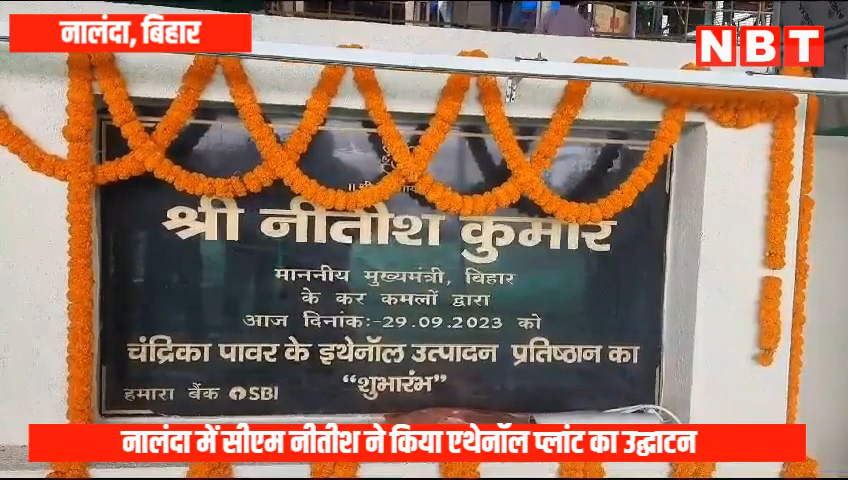 नालंदा, बिहार
NBT
श्री नीतीश कुमार
माननीय मुख्यमंत्री, बिहार
के कर कमलों द्वारा
आज दिनांक:-29.09.2023 को
चंद्रिका पावर के इथेनॉल उत्पादन प्रतिष्ठान का
“शुभारंभ”
हमारा बैंक SBI
नालंदा में सीएम नीतीश ने किया एथेनॉल प्लांट का उद्घाटन